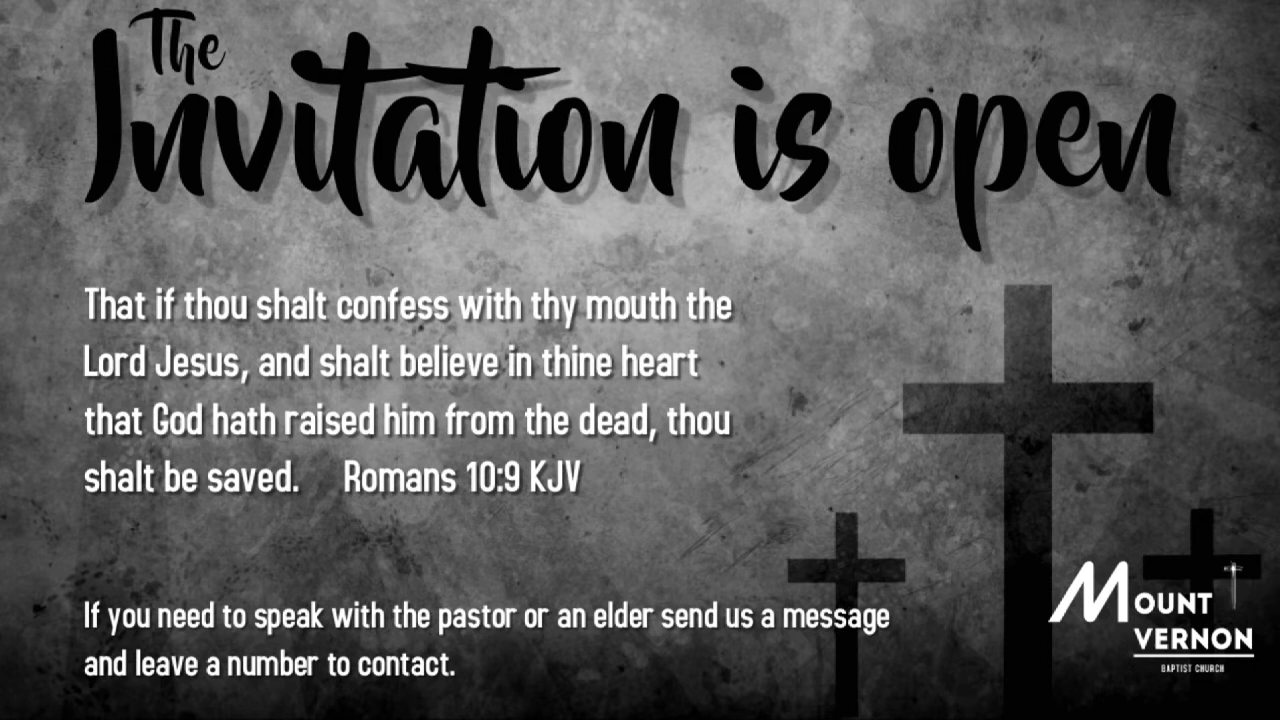 The
Invitation is open
That if thou shalt confess with thy mouth the
Lord Jesus, and shalt believe in thine heart
that God hath raised him from the dead, thou
shalt be saved. Romans 10:9 KJV
If you need to speak with the pastor or an elder send us a message
and leave a number to contact.
MOUNT
VERNON
BAPTIST CHURCH